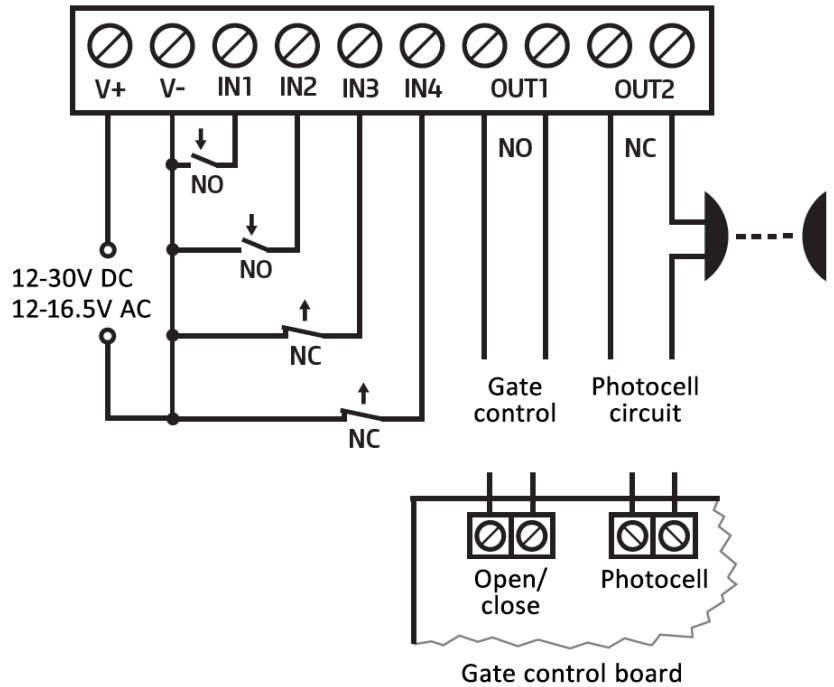 V+ V- IN1 IN2 IN3 IN4 OUT1 OUT2
NO NC
NO
NO
12-30V DC
12-16.5V AC
NC
NC
Gate
control
Photocell
circuit
Open/
close
Photocell
Gate control board